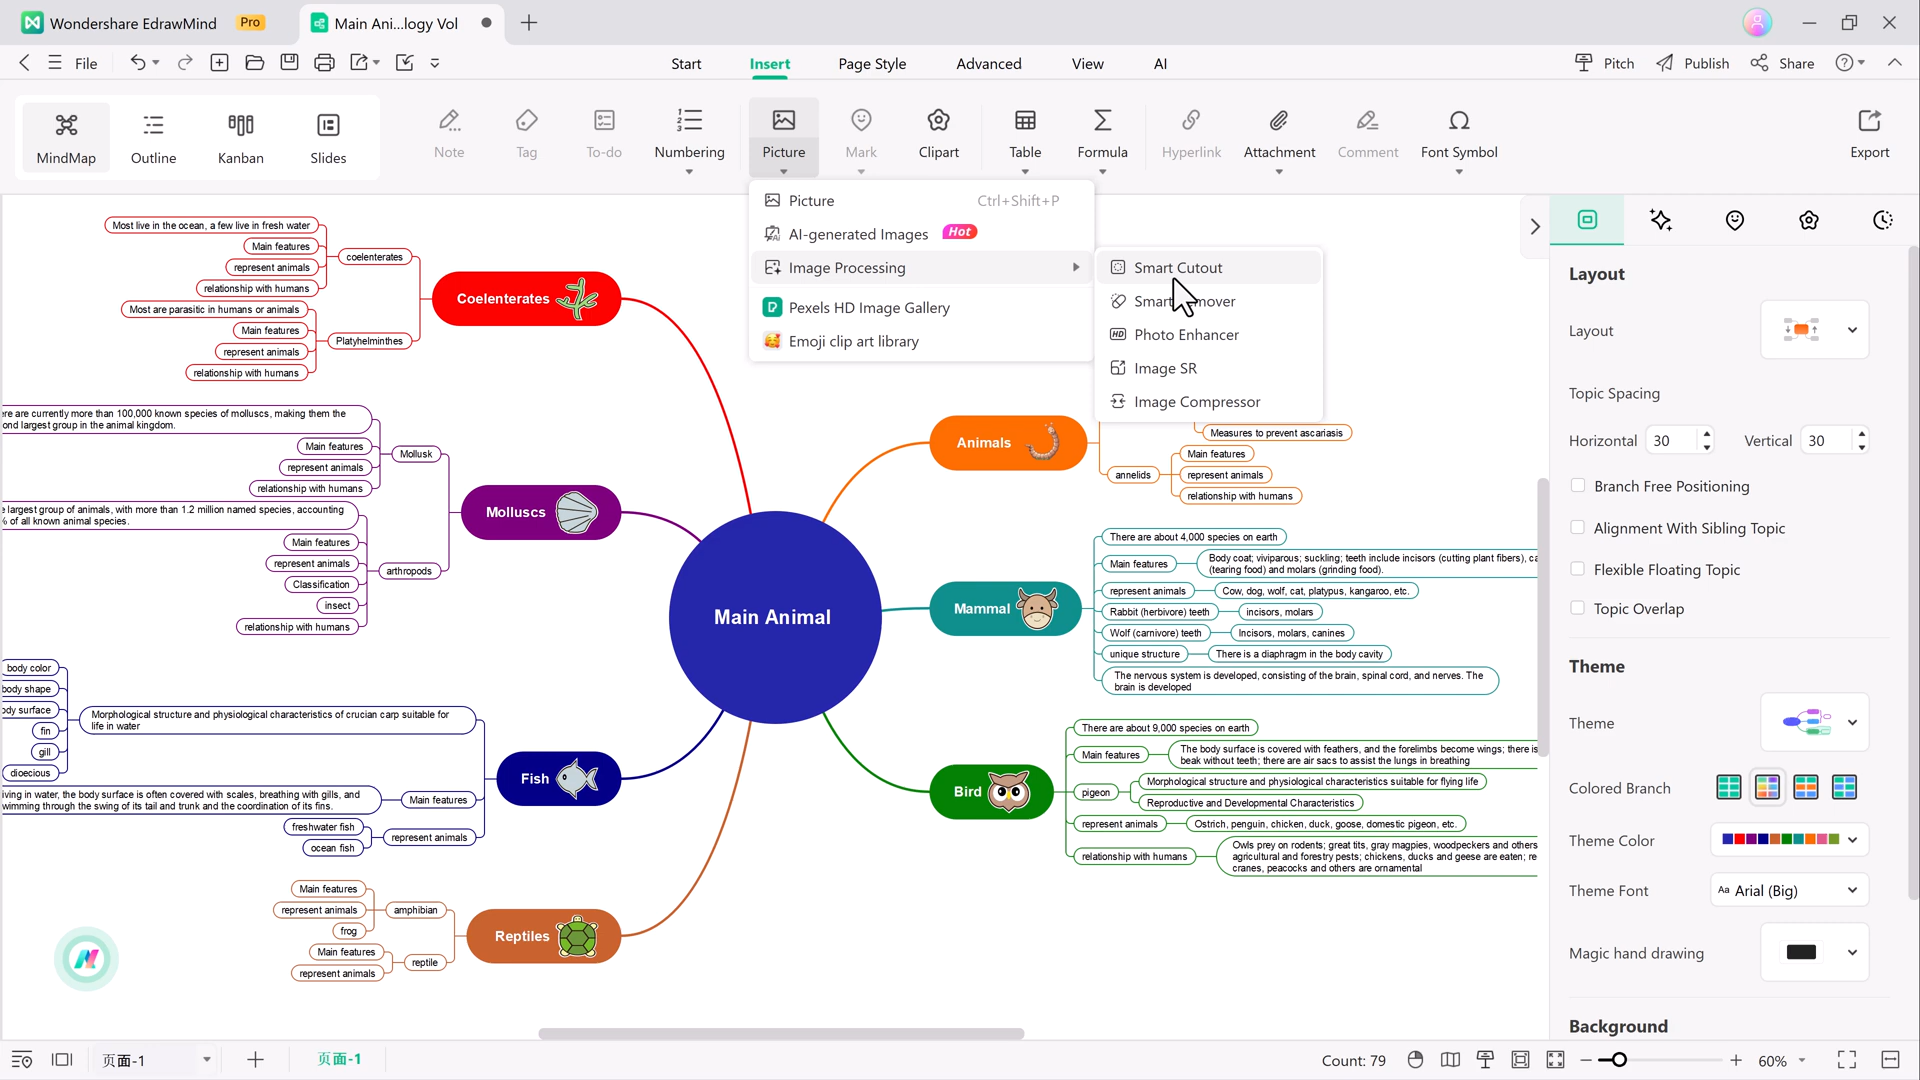 Wondershare EdrawMind
Pro
Main Ani...logy Vol
File
Start
Insert
Page Style
Advanced
View
AI
Pitch
Publish
Share
MindMap
Outline
Kanban
Slides
Note
Tag
To-do
Numbering
Picture
Mark
Clipart
Table
Formula
Hyperlink
Attachment
Comment
Font Symbol
Export
Picture Ctrl+Shift+P
AI-generated Images Hot
Image Processing
Pexels HD Image Gallery
Emoji clip art library
Smart Cutout
Smart
Photo Enhancer
Image SR
Image Compressor
Most live in the ocean, a few live in fresh water
Main features
represent animals
relationship with humans
coelenterates
Most are parasitic in humans or animals
Main features
represent animals
relationship with humans
Platyhelminthes
Coelenterates
are currently more than 100,000 known species of molluscs, making them the
largest group in the animal kingdom.
Main features
represent animals
relationship with humans
Mollusk
largest group of animals, with more than 1.2 million named species, accounting
% of all known animal species.
Main features
represent animals
Classification
insect
relationship with humans
arthropods
Molluscs
body color
body shape
surface
fin
gill
dioecious
Morphological structure and physiological characteristics of crucian carp suitable for
life in water
in water, the body surface is often covered with scales, breathing with gills, and
through the swing of its tail and trunk and the coordination of its fins.
Main features
freshwater fish
ocean fish
represent animals
Fish
Main features
represent animals
frog
amphibian
Main features
represent animals
reptile
Reptiles
Main Animal
Animals
Measures to prevent ascariasis
annelids
Main features
represent animals
relationship with humans
Mammal
There are about 4,000 species on earth
Main features
Body coat; viviparous; suckling; teeth include incisors (cutting plant fibers),
(tearing food) and molars (grinding food).
represent animals
Cow, dog, wolf, cat, platypus, kangaroo, etc.
Rabbit (herbivore) teeth
incisors, molars
Wolf (carnivore) teeth
Incisors, molars, canines
unique structure
There is a diaphragm in the body cavity
The nervous system is developed, consisting of the brain, spinal cord, and nerves. The
brain is developed
Bird
There are about 9,000 species on earth
Main features
The body surface is covered with feathers, and the forelimbs become wings; there is
beak without teeth; there are air sacs to assist the lungs in breathing
pigeon
Morphological structure and physiological characteristics suitable for flying life
Reproductive and Developmental Characteristics
represent animals
Ostrich, penguin, chicken, duck, goose, domestic pigeon, etc.
relationship with humans
Owls prey on rodents; great tits, gray magpies, woodpeckers and others
agricultural and forestry pests; chickens, ducks and geese are eaten;
cranes, peacocks and others are ornamental
Layout
Layout
Topic Spacing
Horizontal 30 Vertical 30
Branch Free Positioning
Alignment With Sibling Topic
Flexible Floating Topic
Topic Overlap
Theme
Theme
Colored Branch
Theme Color
Theme Font Aa Arial (Big)
Magic hand drawing
Background
页面-1
页面-1
Count: 79
60%